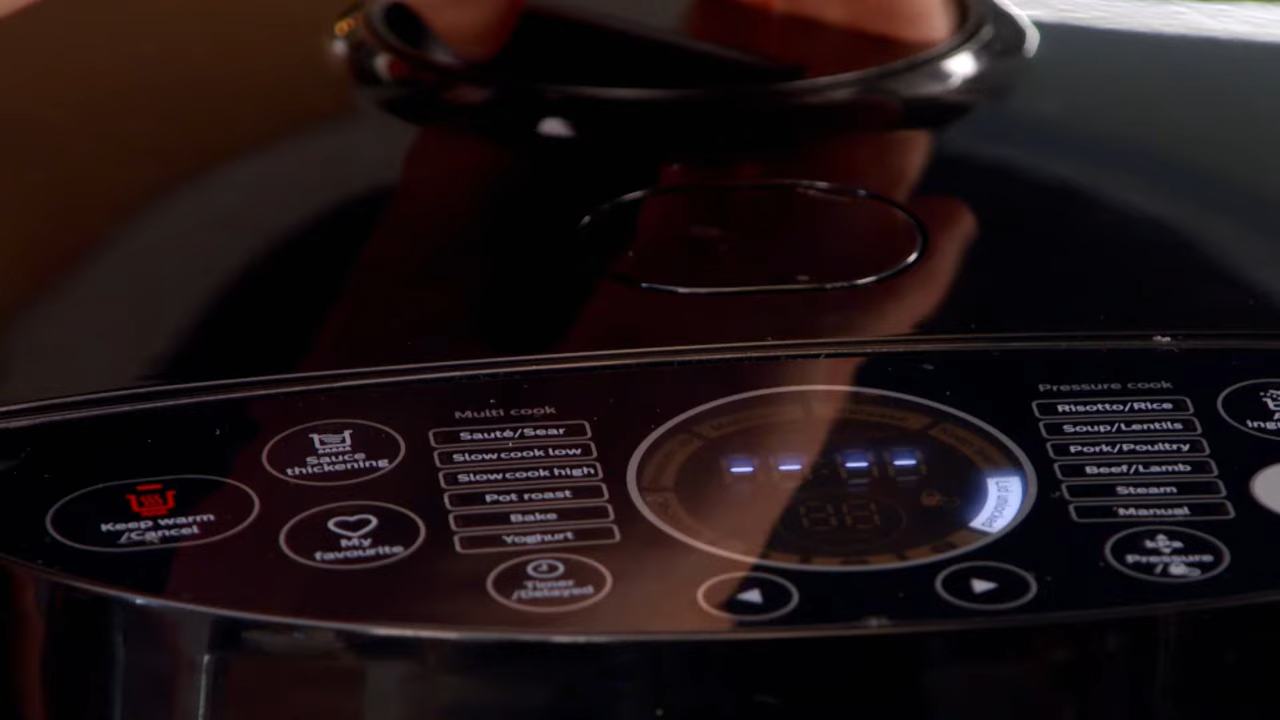 Keep warm
/Cancel
Sauce
thickening
My
favourite
Multi cook
Sauté/Sear
Slow cook low
Slow cook high
Pot roast
Bake
Yoghurt
Timer
/Delayed
-- --
Lid unlocked
Pressure cook
Risotto/Rice
Soup/Lentils
Pork/Poultry
Beef/Lamb
Steam
Manual
Pressure